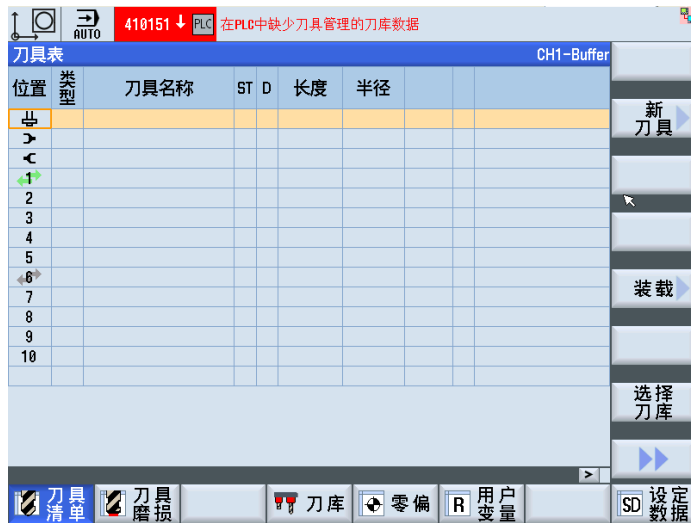 AUTO
410151 ↓ PLC 在PLC中缺少刀具管理的刀库数据
刀具表 CH1-Buffer
位置 类型 刀具名称 ST D 长度 半径
1
2
3
4
5
6
7
8
9
10
新
刀具
装载
选择
刀库
刀具
清单
刀具
磨损
刀库
零偏
R 用户
变量
SD 设定
数据